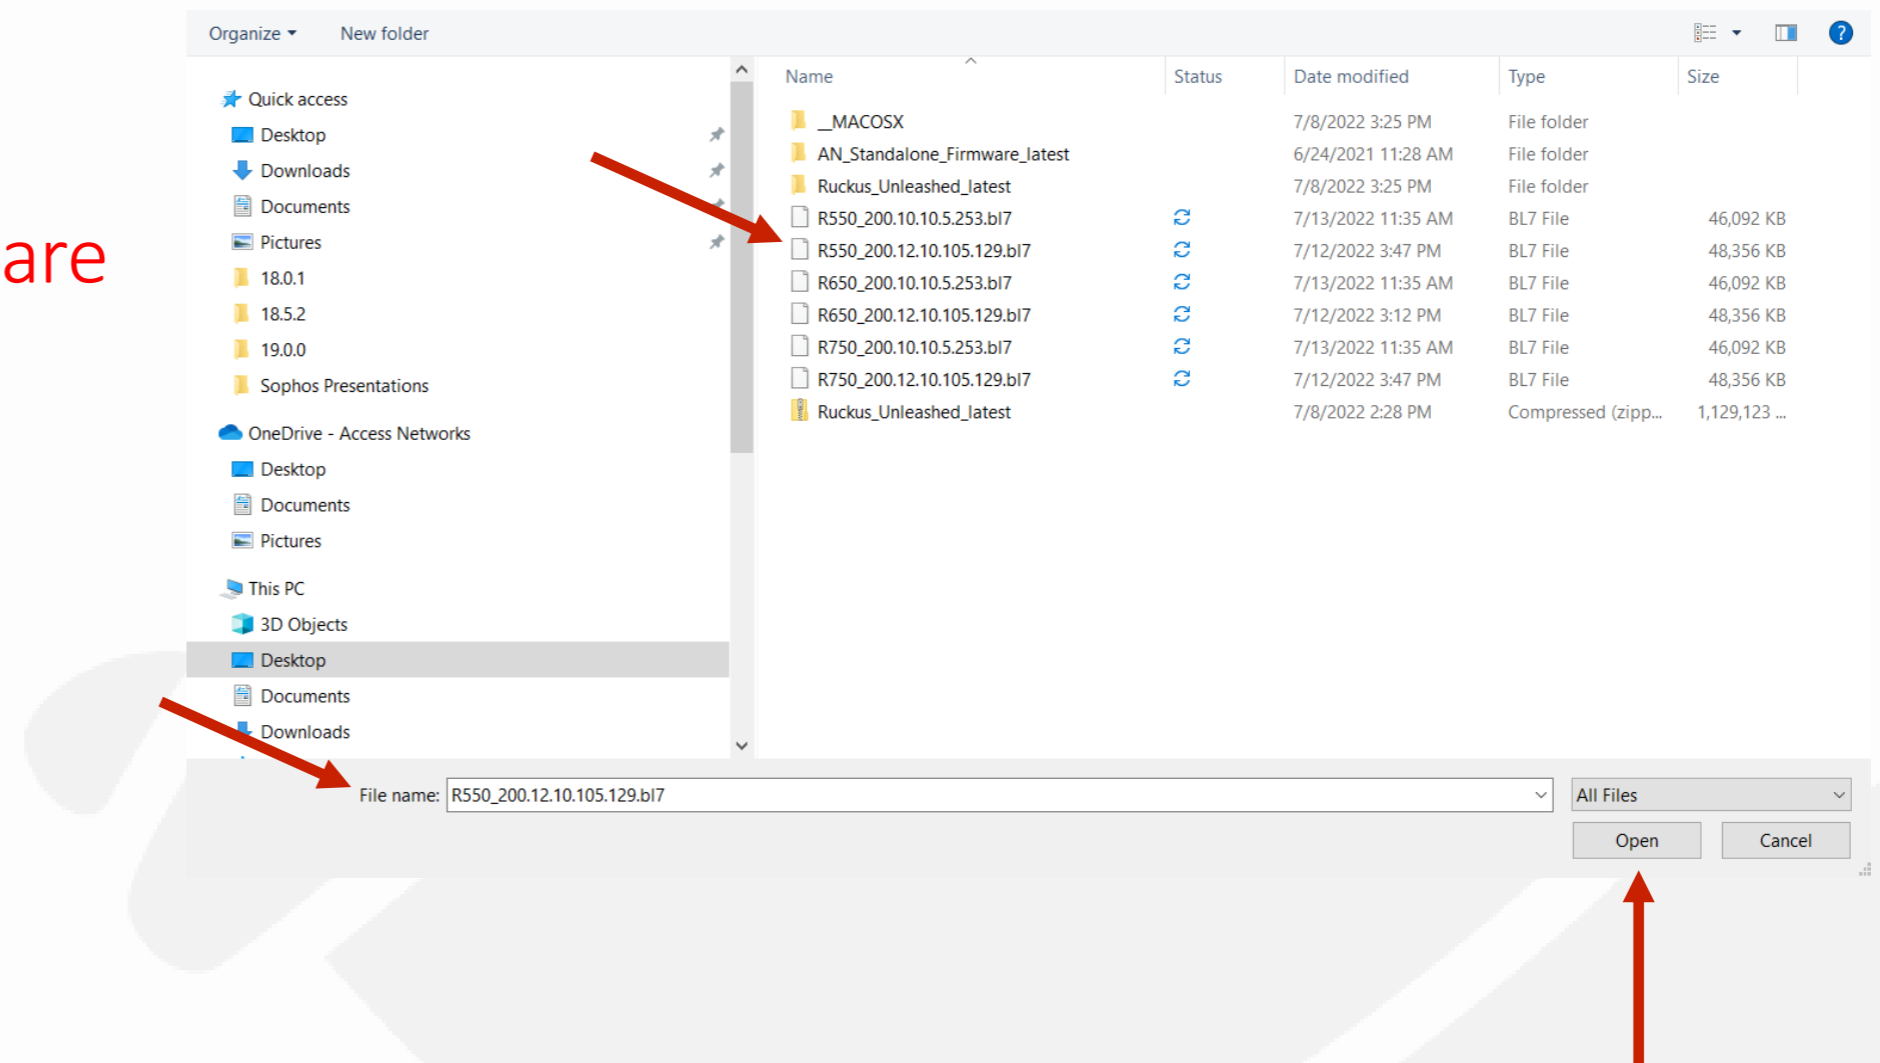 are
Organize New folder
Quick access
Desktop
Downloads
Documents
Pictures
18.0.1
18.5.2
19.0.0
Sophos Presentations
OneDrive - Access Networks
Desktop
Documents
Pictures
This PC
3D Objects
Desktop
Documents
Downloads
Name Status Date modified Type Size
__MACOSX 7/8/2022 3:25 PM File folder
AN_Standalone_Firmware_latest 6/24/2021 11:28 AM File folder
Ruckus_Unleashed_latest 7/8/2022 3:25 PM File folder
R550_200.10.10.5.253.bl7 7/13/2022 11:35 AM BL7 File 46,092 KB
R550_200.12.10.105.129.bl7 7/12/2022 3:47 PM BL7 File 48,356 KB
R650_200.10.10.5.253.bl7 7/13/2022 11:35 AM BL7 File 46,092 KB
R650_200.12.10.105.129.bl7 7/12/2022 3:12 PM BL7 File 48,356 KB
R750_200.10.10.5.253.bl7 7/13/2022 11:35 AM BL7 File 46,092 KB
R750_200.12.10.105.129.bl7 7/12/2022 3:47 PM BL7 File 48,356 KB
Ruckus_Unleashed_latest 7/8/2022 2:28 PM Compressed (zipp... 1,129,123 ...
File name: R550_200.12.10.105.129.bl7 All Files
Open Cancel